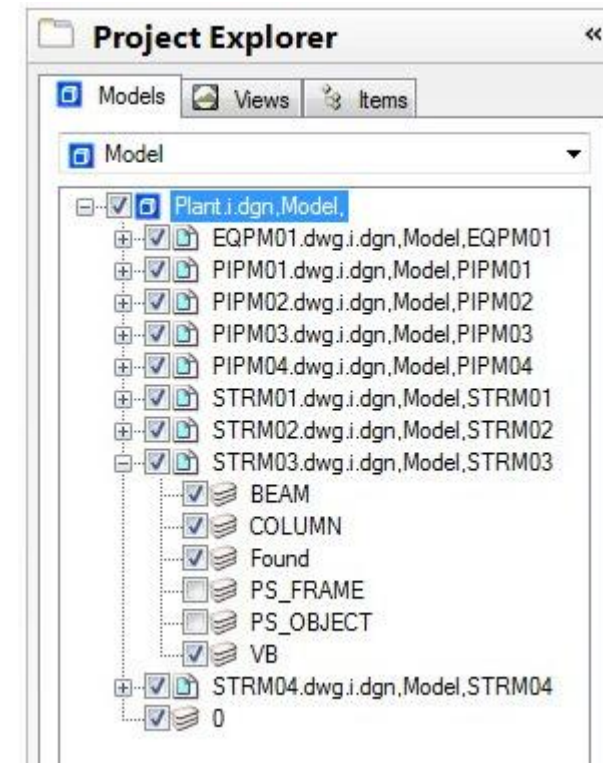 Project Explorer «
Models Views Items
Model
Plant.i.dgn,Model,
EQPM01.dwg.i.dgn,Model,EQPM01
PIPM01.dwg.i.dgn,Model,PIPM01
PIPM02.dwg.i.dgn,Model,PIPM02
PIPM03.dwg.i.dgn,Model,PIPM03
PIPM04.dwg.i.dgn,Model,PIPM04
STRM01.dwg.i.dgn,Model,STRM01
STRM02.dwg.i.dgn,Model,STRM02
STRM03.dwg.i.dgn,Model,STRM03
BEAM
COLUMN
Found
PS_FRAME
PS_OBJECT
VB
STRM04.dwg.i.dgn,Model,STRM04
0